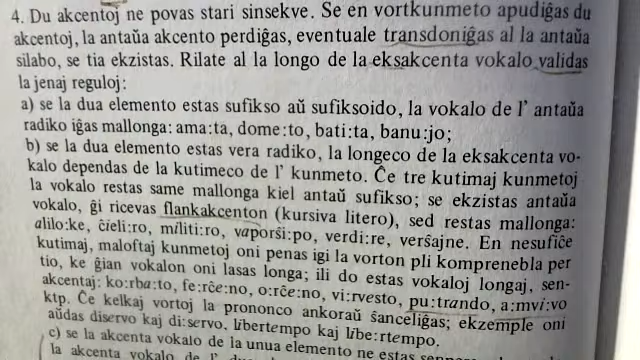 4. Du akcentoj ne povas stari sinsekve. Se en vortkunmeto apudiĝas du
akcentoj, la antaŭa akcento perdiĝas, eventuale transdoniĝas al la antaŭa
silabo, se tia ekzistas. Rilate al la longo de la eksakcenta vokalo validas
la jenaj reguloj:
a) se la dua elemento estas sufikso aŭ sufiksoido, la vokalo de l' antaŭa
radiko iĝas mallonga: ama:ta, dome:to, bati:ta, banu:jo;
b) se la dua elemento estas vera radiko, la longeco de la eksakcenta vo-
kalo dependas de la kutimeco de l' kunmeto. Ĉe tre kutimaj kunmetoj
la vokalo restas same mallonga kiel antaŭ sufikso; se ekzistas antaŭa
vokalo, ĝi ricevas flankakcenton (kursiva litero), sed restas mallonga:
alilo:ke, ĉieli:ro, militi:ro, vaporŝi:po, verdi:re, verŝajne. En nesufiĉe
kutimaj, maloftaj kunmetoj oni penas igi la vorton pli komprenebla per
tio, ke ĝian vokalon oni lasas longa; ili do estas vokaloj longaj, sen-
akcentaj: ko:rbato, fe:rĉe:no, o:rĉe:no, vi:rvesto, pu:trando, a:mvi:vo
ktp. Ĉe kelkaj vortoj la prononco ankoraŭ ŝanceliĝas; ekzemple oni
aŭdas diservo kaj di:servo, libertempo kaj libe:rtempo.
c) se la akcenta vokalo de la unua elemento ne estas
la akcenta vokalo de l'